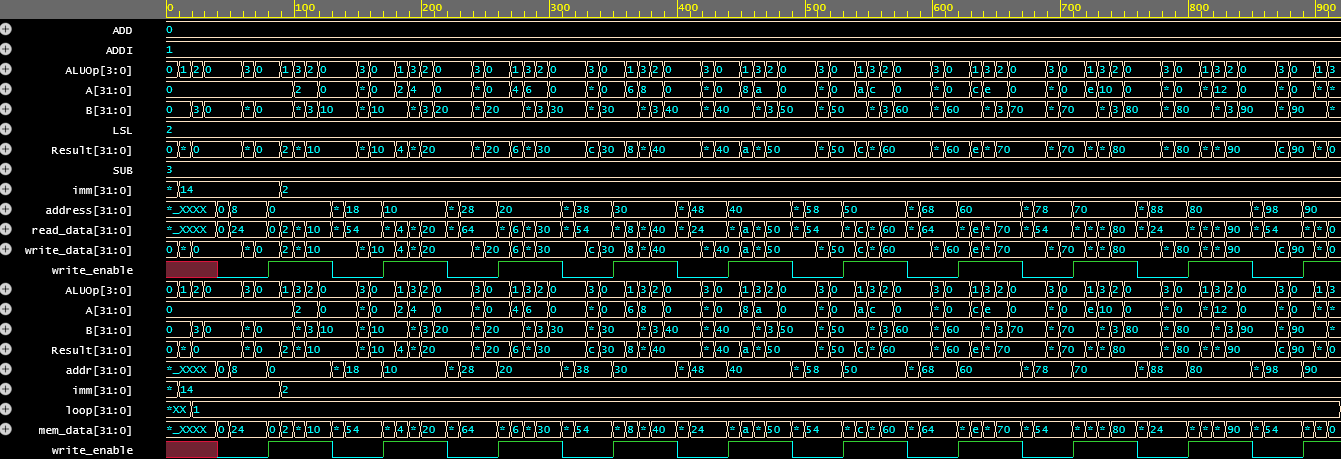 0 100 200 300 400 500 600 700 800 900
ADD 0
ADDI 1
ALUOp[3:0] 0 1 2 0 3 0 1 3 2 0 3 0 1 3 2 0 3 0 1 3 2 0 3 0 1 3 2 0 3 0 1 3 2 0 3 0 1 3 2 0 3 0 1 3 2 0 3 0 1 3 2 0 3 0 1 3 2 0 3 0 1 3
A[31:0] 0 2 0 * 0 2 4 0 * 0 4 6 0 * 0 6 8 0 * 0 8 a 0 * 0 a c 0 * 0 c e 0 * 0 e 10 0 * 0 * 12 0 * 0 * *
B[31:0] 0 3 0 * 0 * 3 10 * 10 * 3 20 * 20 * 3 30 * 30 * 3 40 * 40 * 3 50 * 50 * 3 60 * 60 * 3 70 * 70 * 3 80 * 80 * 3 90 * 90 * *
LSL 2
Result[31:0] 0 * 0 * 0 2 * 10 * 10 4 * 20 * 20 6 * 30 c 30 8 * 40 * 40 a * 50 * 50 c * 60 * 60 e * 70 * 70 * * 80 * 80 * * 90 c 90 * * 0
SUB 3
imm[31:0] * 14 2
address[31:0] *_XXXX 0 8 0 * 18 10 * 28 20 * 38 30 * 48 40 * 58 50 * 68 60 * 78 70 * 88 80 * 98 90
read_data[31:0] *_XXXX 0 24 0 2 * 10 * 54 * 4 * 20 * 64 * 6 * 30 * 54 * 8 * 40 * 24 * a * 50 * 54 * c * 60 * 64 * e * 70 * 54 * * * 80 * 24 * * * 90 * 54 * * * 0
write_data[31:0] 0 * 0 * 0 2 * 10 * 10 4 * 20 * 20 6 * 30 c 30 8 * 40 * 40 a * 50 * 50 c * 60 * 60 e * 70 * 70 * * 80 * 80 * * 90 c 90 * * 0
write_enable
ALUOp[3:0] 0 1 2 0 3 0 1 3 2 0 3 0 1 3 2 0 3 0 1 3 2 0 3 0 1 3 2 0 3 0 1 3 2 0 3 0 1 3 2 0 3 0 1 3 2 0 3 0 1 3 2 0 3 0 1 3 2 0 3 0 1 3
A[31:0] 0 2 0 * 0 2 4 0 * 0 4 6 0 * 0 6 8 0 * 0 8 a 0 * 0 a c 0 * 0 c e 0 * 0 e 10 0 * 0 * 12 0 * 0 * *
B[31:0] 0 3 0 * 0 * 3 10 * 10 * 3 20 * 20 * 3 30 * 30 * 3 40 * 40 * 3 50 * 50 * 3 60 * 60 * 3 70 * 70 * 3 80 * 80 * 3 90 * 90 * *
Result[31:0] 0 * 0 * 0 2 * 10 * 10 4 * 20 * 20 6 * 30 c 30 8 * 40 * 40 a * 50 * 50 c * 60 * 60 e * 70 * 70 * * 80 * 80 * * 90 c 90 * * 0
addr[31:0] *_XXXX 0 8 0 * 18 10 * 28 20 * 38 30 * 48 40 * 58 50 * 68 60 * 78 70 * 88 80 * 98 90
imm[31:0] * 14 2
loop[31:0] *XX 1
mem_data[31:0] *_XXXX 0 24 0 2 * 10 * 54 * 4 * 20 * 64 * 6 * 30 * 54 * 8 * 40 * 24 * a * 50 * 54 * c * 60 * 64 * e * 70 * 54 * * * 80 * 24 * * * 90 * 54 * * * 0
write_enable